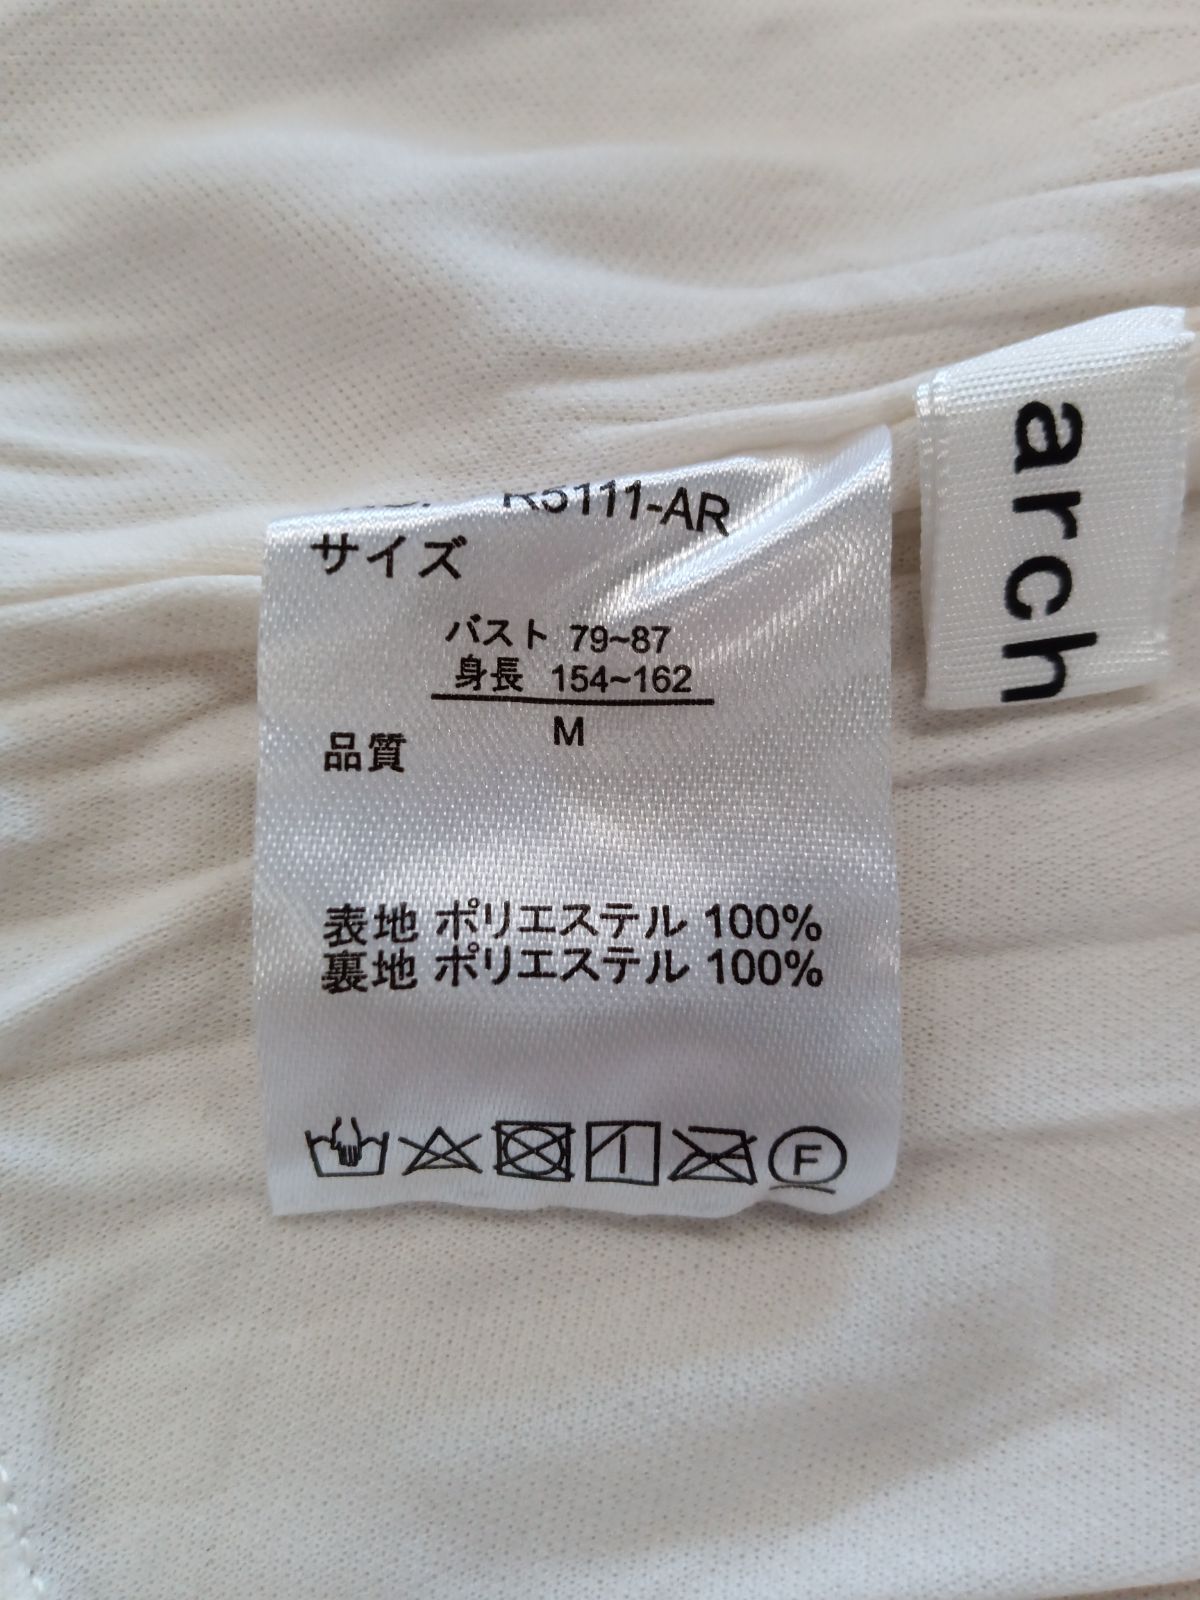 R5111-AR
サイズ
バスト 79~87
身長 154~162
M
品質
表地 ポリエステル 100%
裏地 ポリエステル 100%
F
arch